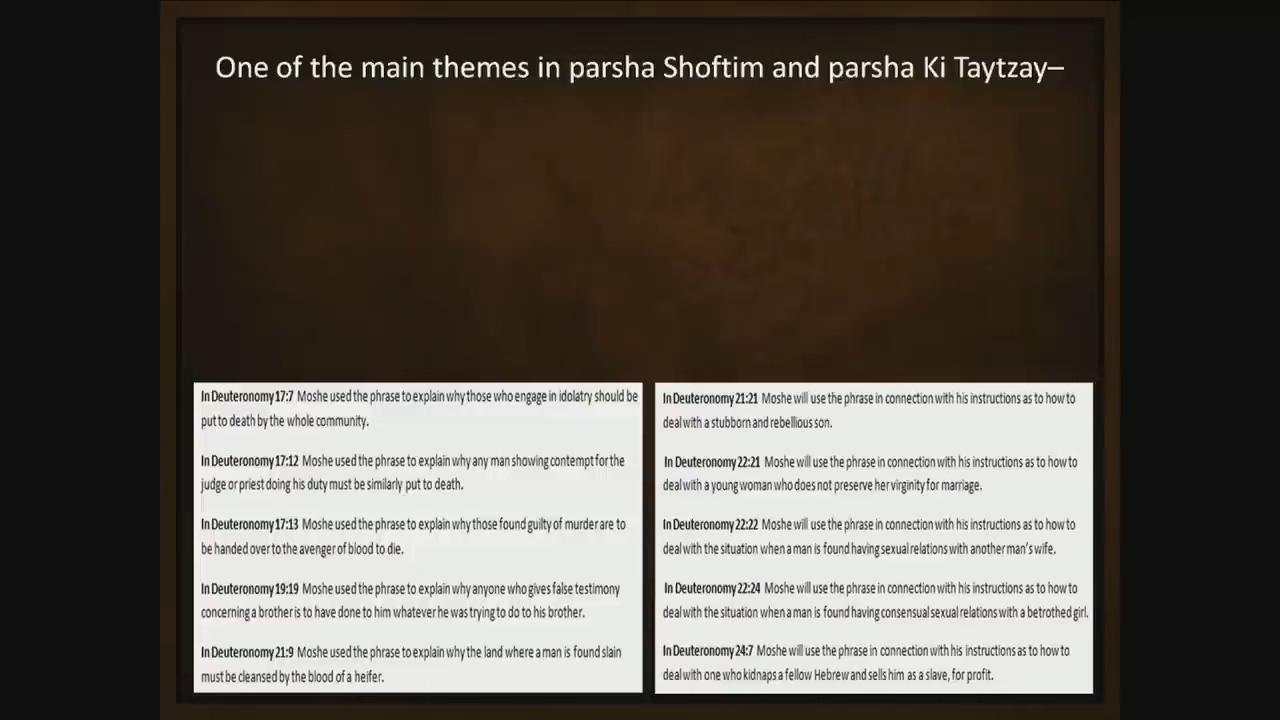 One of the main themes in parsha Shoftim and parsha Ki Taytzay–
In Deuteronomy 17:7 Moshe used the phrase to explain why those who engage in idolatry should be
put to death by the whole community.
In Deuteronomy 17:12 Moshe used the phrase to explain why any man showing contempt for the
judge or priest doing his duty must be similarly put to death.
In Deuteronomy 17:13 Moshe used the phrase to explain why those found guilty of murder are to
be handed over to the avenger of blood to die.
In Deuteronomy 19:19 Moshe used the phrase to explain why anyone who gives false testimony
concerning a brother is to have done to him whatever he was trying to do to his brother.
In Deuteronomy 21:9 Moshe used the phrase to explain why the land where a man is found slain
must be cleansed by the blood of a heifer.
In Deuteronomy 21:21 Moshe will use the phrase in connection with his instructions as to how to
deal with a stubborn and rebellious son.
In Deuteronomy 22:21 Moshe will use the phrase in connection with his instructions as to how to
deal with a young woman who does not preserve her virginity for marriage.
In Deuteronomy 22:22 Moshe will use the phrase in connection with his instructions as to how to
deal with the situation when a man is found having sexual relations with another man's wife.
In Deuteronomy 22:24 Moshe will use the phrase in connection with his instructions as to how to
deal with the situation when a man is found having consensual sexual relations with a betrothed girl.
In Deuteronomy 24:7 Moshe will use the phrase in connection with his instructions as to how to
deal with one who kidnaps a fellow Hebrew and sells him as a slave, for profit.